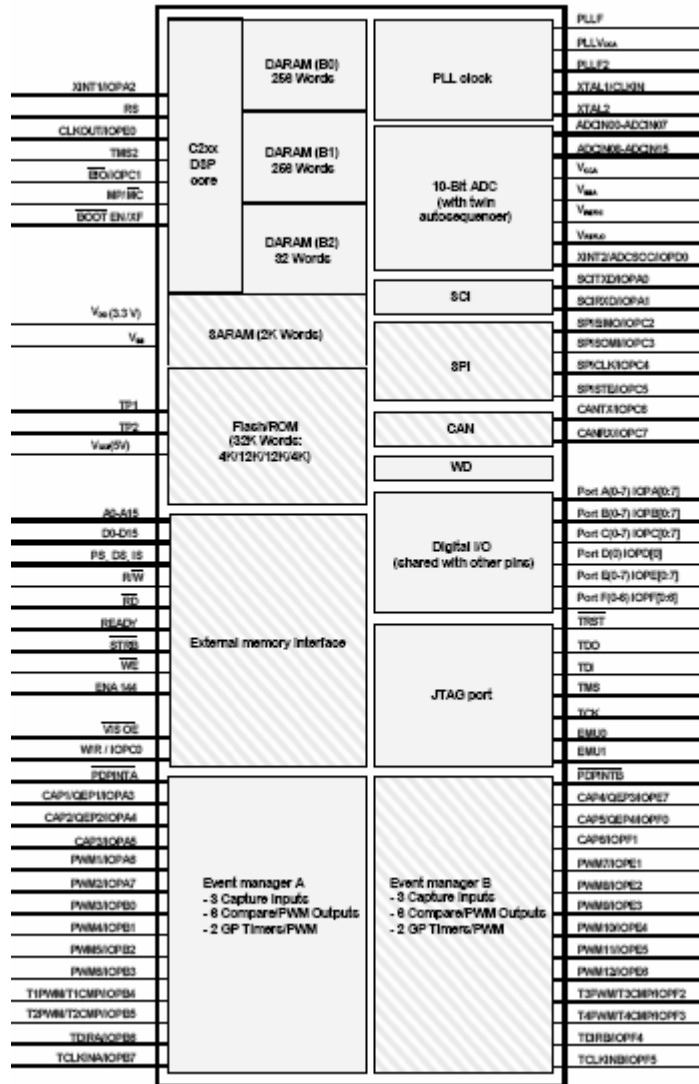 XINT1/IOPA2
RS
CLKOUT/IOPE0
TMS2
BIO/IOPC1
MP/MC
BOOT EN/XF
VDD (3.3 V)
VSS
TP1
TP2
VCCP(5V)
A0-A15
D0-D15
PS, DS, IS
R/W
RD
READY
STRB
WE
ENA 144
VIS OE
W/R / IOPC0
PDPINTA
CAP1/QEP1/IOPA3
CAP2/QEP2/IOPA4
CAP3/IOPA5
PWM1/IOPA6
PWM2/IOPA7
PWM3/IOPB0
PWM4/IOPB1
PWM5/IOPB2
PWM6/IOPB3
T1PWM/T1CMP/IOPB4
T2PWM/T2CMP/IOPB5
TDIRA/IOPB6
TCLKINA/IOPB7
C2xx
DSP
core
DARAM (B0)
256 Words
DARAM (B1)
256 Words
DARAM (B2)
32 Words
SARAM (2K Words)
Flash/ROM
(32K Words:
4K/12K/12K/4K)
External memory interface
Event manager A
- 3 Capture Inputs
- 6 Compare/PWM Outputs
- 2 GP Timers/PWM
PLL clock
10-Bit ADC
(with twin
autosequencer)
SCI
SPI
CAN
WD
Digital I/O
(shared with other pins)
JTAG port
Event manager B
- 3 Capture Inputs
- 6 Compare/PWM Outputs
- 2 GP Timers/PWM
PLLF
PLLVCCA
PLLF2
XTAL1/CLKIN
XTAL2
ADCIN00-ADCIN07
ADCIN08-ADCIN15
VCCA
VSSA
VREFHI
VREFLO
XINT2/ADCSOC/IOPD0
SCITXD/IOPA0
SCIRXD/IOPA1
SPISIMO/IOPC2
SPISOMI/IOPC3
SPICLK/IOPC4
SPISTE/IOPC5
CANTX/IOPC6
CANRX/IOPC7
Port A(0-7) IOPA[0:7]
Port B(0-7) IOPB[0:7]
Port C(0-7) IOPC[0:7]
Port D(0) IOPD[0]
Port E(0-7) IOPE[0:7]
Port F(0-6) IOPF[0:6]
TRST
TDO
TDI
TMS
TCK
EMU0
EMU1
PDPINTB
CAP4/QEP3/IOPE7
CAP5/QEP4/IOPF0
CAP6/IOPF1
PWM7/IOPE1
PWM8/IOPE2
PWM9/IOPE3
PWM10/IOPE4
PWM11/IOPE5
PWM12/IOPE6
T3PWM/T3CMP/IOPF2
T4PWM/T4CMP/IOPF3
TDIRB/IOPF4
TCLKINB/IOPF5